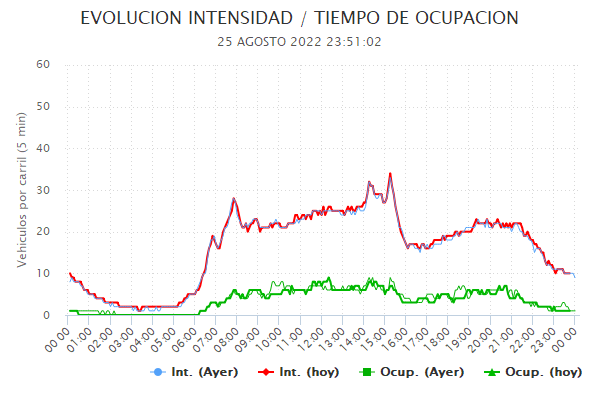 EVOLUCION INTENSIDAD / TIEMPO DE OCUPACION
25 AGOSTO 2022 23:51:02
Vehiculos por carril (5 min)
60
50
40
30
20
10
0
00:00 01:00 02:00 03:00 04:00 05:00 06:00 07:00 08:00 09:00 10:00 11:00 12:00 13:00 14:00 15:00 16:00 17:00 18:00 19:00 20:00 21:00 22:00 23:00 00:00
Int. (Ayer) Int. (hoy) Ocup. (Ayer) Ocup. (hoy)